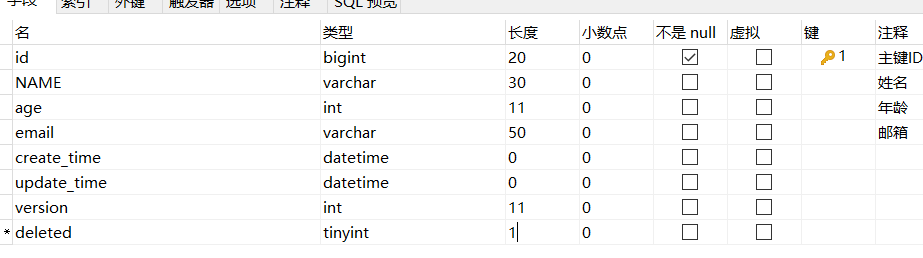 字段 索引 外键 触发器 选项 注释 SQL 预览
名 类型 长度 小数点 不是 null 虚拟 键 注释
id bigint 20 0 1 主键ID
NAME varchar 30 0 姓名
age int 11 0 年龄
email varchar 50 0 邮箱
create_time datetime 0 0
update_time datetime 0 0
version int 11 0
* deleted tinyint 1 0